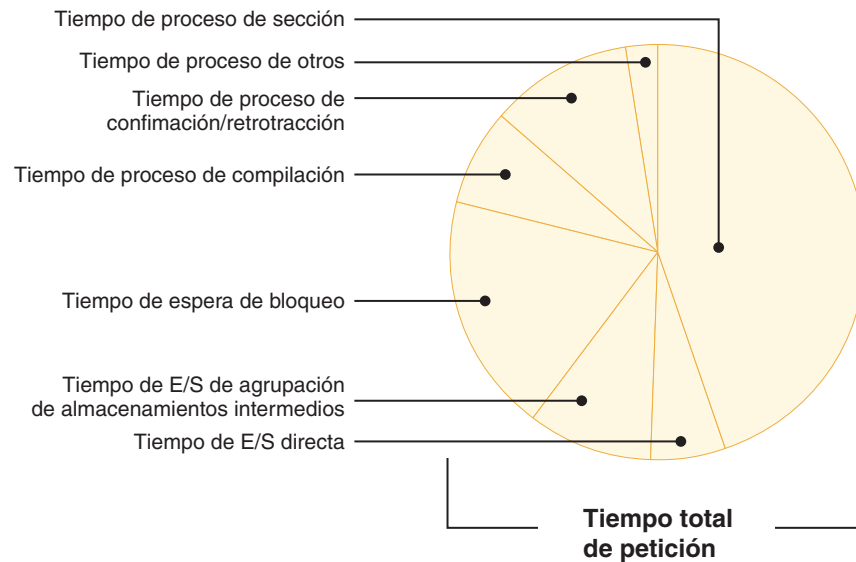 Tiempo de proceso de sección
Tiempo de proceso de otros
Tiempo de proceso de
confimación/retrotracción
Tiempo de proceso de compilación
Tiempo de espera de bloqueo
Tiempo de E/S de agrupación
de almacenamientos intermedios
Tiempo de E/S directa
Tiempo total
de petición